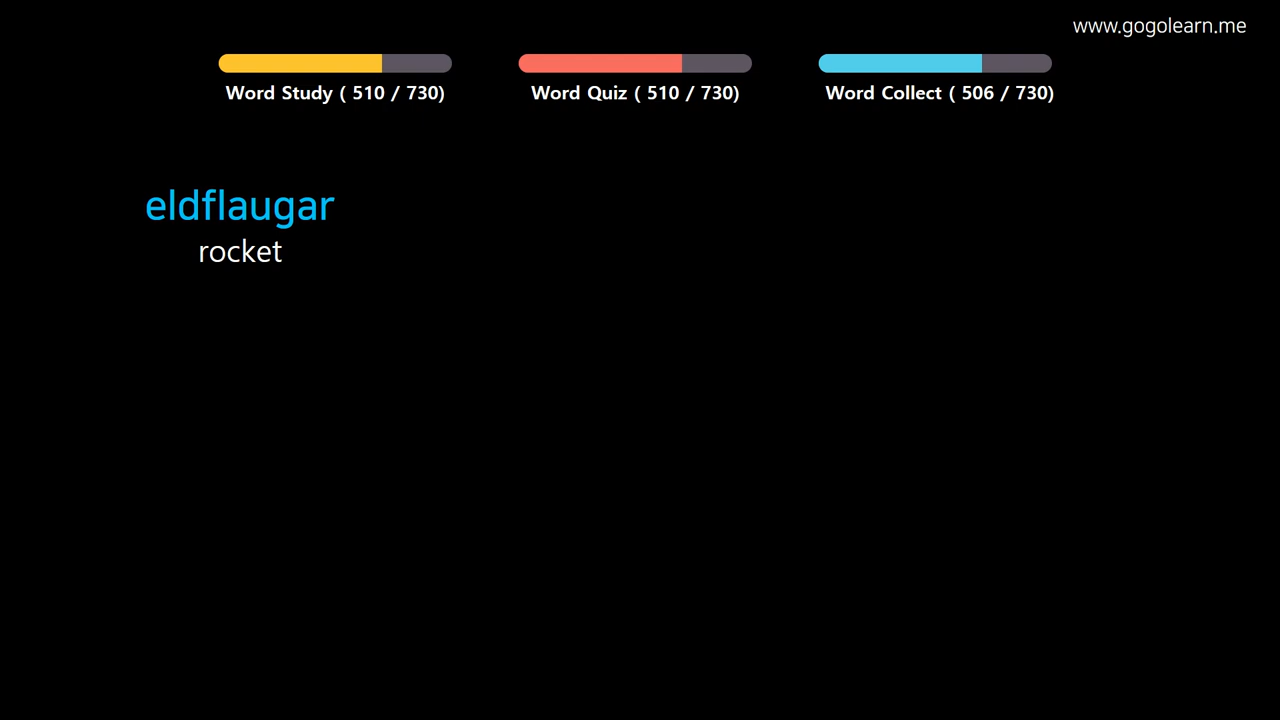 www.gogolearn.me
Word Study ( 510 / 730)
Word Quiz ( 510 / 730)
Word Collect ( 506 / 730)
eldflaugar
rocket